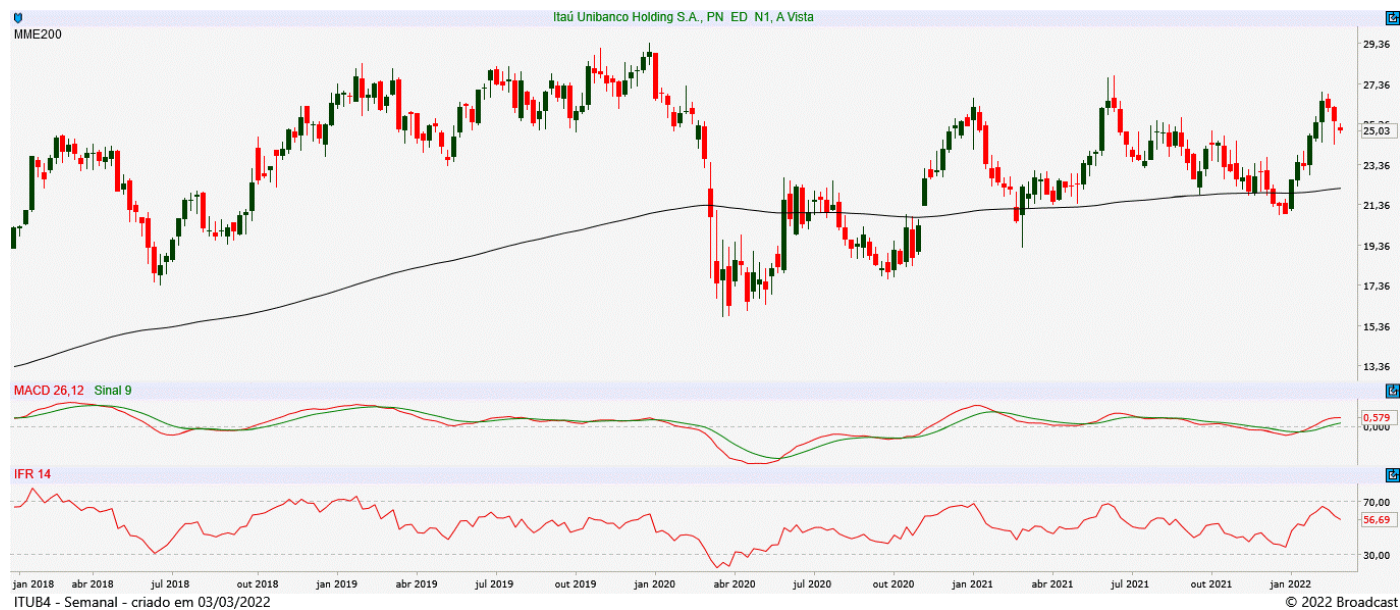 Itaú Unibanco Holding S.A., PN ED N1, A Vista
MME200
29,36
27,36
25,03
23,36
21,36
19,36
17,36
15,36
13,36
MACD 26,12 Sinal 9
0,579
0,000
IFR 14
70,00
56,69
30,00
jan 2018 abr 2018 jul 2018 out 2018 jan 2019 abr 2019 jul 2019 out 2019 jan 2020 abr 2020 jul 2020 out 2020 jan 2021 abr 2021 jul 2021 out 2021 jan 2022
ITUB4 - Semanal - criado em 03/03/2022 © 2022 Broadcast